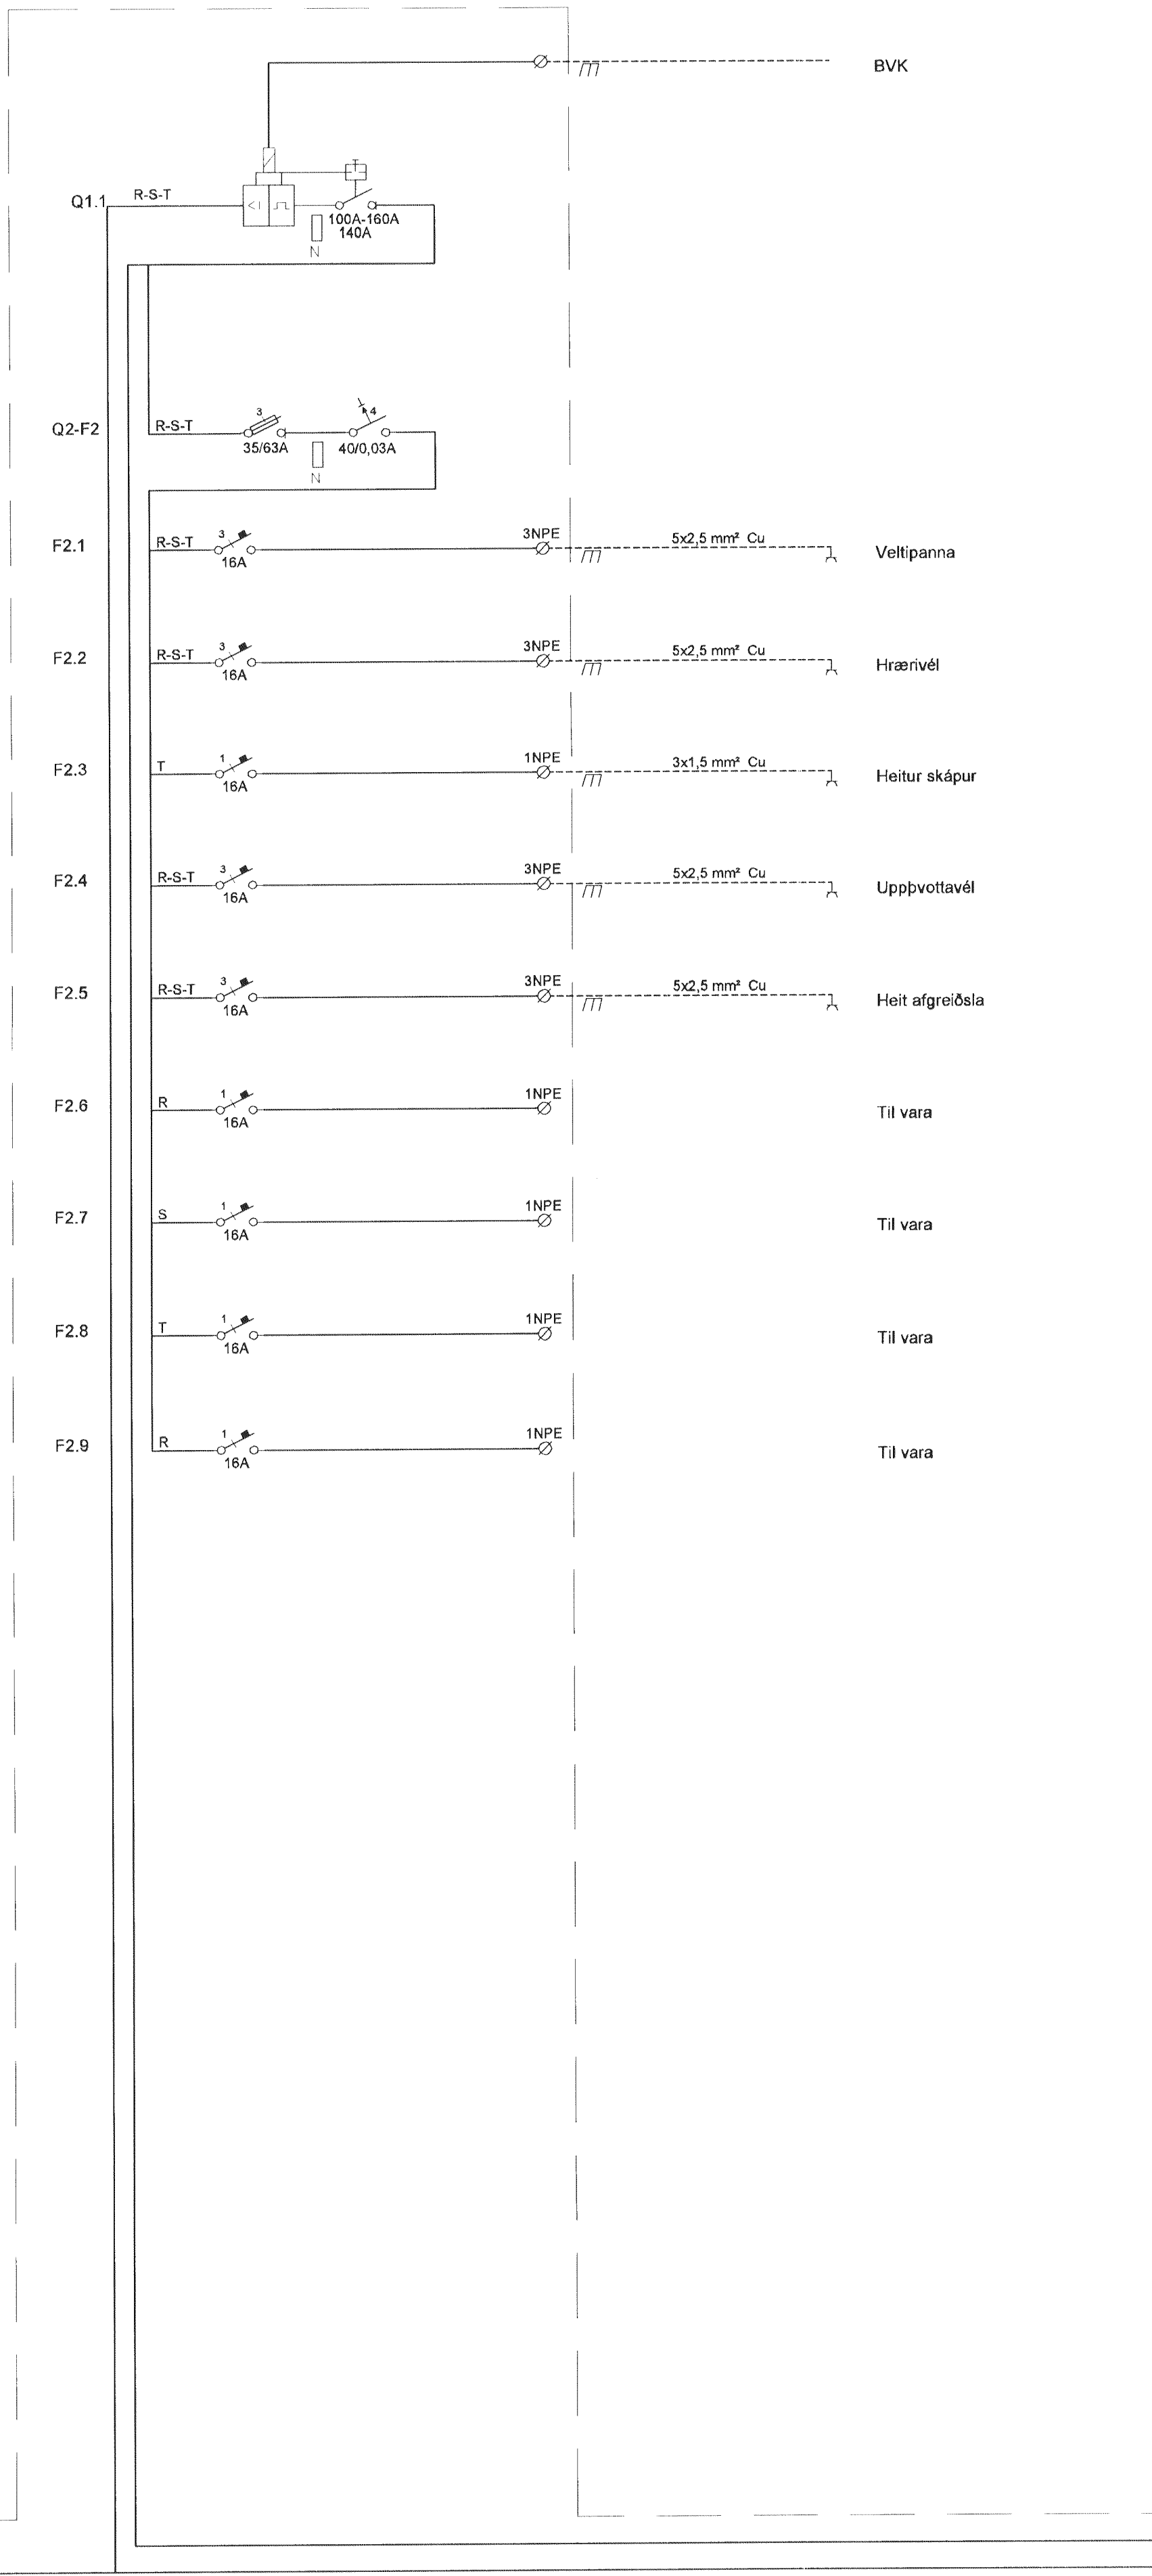 BVK
Q1.1 R-S-T
<I
100A-160A
140A
N
Q2-F2 R-S-T 3 4
35/63A 40/0,03A
N
F2.1 R-S-T 3 3NPE 5x2,5 mm² Cu Veltipanna
16A
F2.2 R-S-T 3 3NPE 5x2,5 mm² Cu Hrærivél
16A
F2.3 T 1 1NPE 3x1,5 mm² Cu Heitur skápur
16A
F2.4 R-S-T 3 3NPE 5x2,5 mm² Cu Uppþvottavél
16A
F2.5 R-S-T 3 3NPE 5x2,5 mm² Cu Heit afgreiðsla
16A
F2.6 R 1 1NPE Til vara
16A
F2.7 S 1 1NPE Til vara
16A
F2.8 T 1 1NPE Til vara
16A
F2.9 R 1 1NPE Til vara
16A